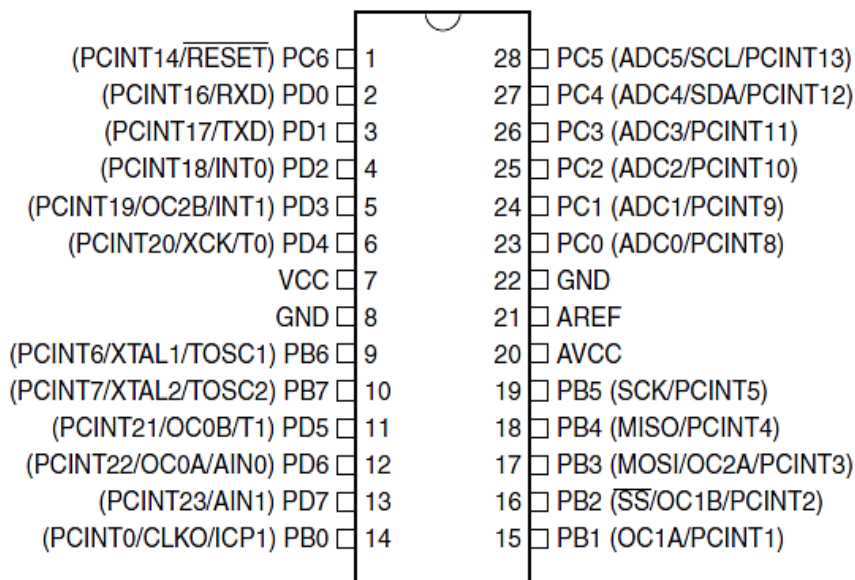 (PCINT14/RESET) PC6 1 28 PC5 (ADC5/SCL/PCINT13)
(PCINT16/RXD) PD0 2 27 PC4 (ADC4/SDA/PCINT12)
(PCINT17/TXD) PD1 3 26 PC3 (ADC3/PCINT11)
(PCINT18/INT0) PD2 4 25 PC2 (ADC2/PCINT10)
(PCINT19/OC2B/INT1) PD3 5 24 PC1 (ADC1/PCINT9)
(PCINT20/XCK/T0) PD4 6 23 PC0 (ADC0/PCINT8)
VCC 7 22 GND
GND 8 21 AREF
(PCINT6/XTAL1/TOSC1) PB6 9 20 AVCC
(PCINT7/XTAL2/TOSC2) PB7 10 19 PB5 (SCK/PCINT5)
(PCINT21/OC0B/T1) PD5 11 18 PB4 (MISO/PCINT4)
(PCINT22/OC0A/AIN0) PD6 12 17 PB3 (MOSI/OC2A/PCINT3)
(PCINT23/AIN1) PD7 13 16 PB2 (SS/OC1B/PCINT2)
(PCINT0/CLKO/ICP1) PB0 14 15 PB1 (OC1A/PCINT1)